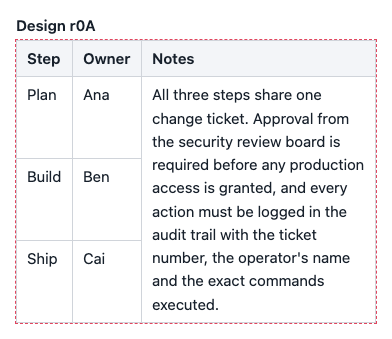 Design r0A
Step Owner Notes
Plan Ana
All three steps share one
change ticket. Approval from
the security review board is
required before any production
access is granted, and every
action must be logged in the
audit trail with the ticket
number, the operator's name
and the exact commands
executed.
Build Ben
Ship Cai